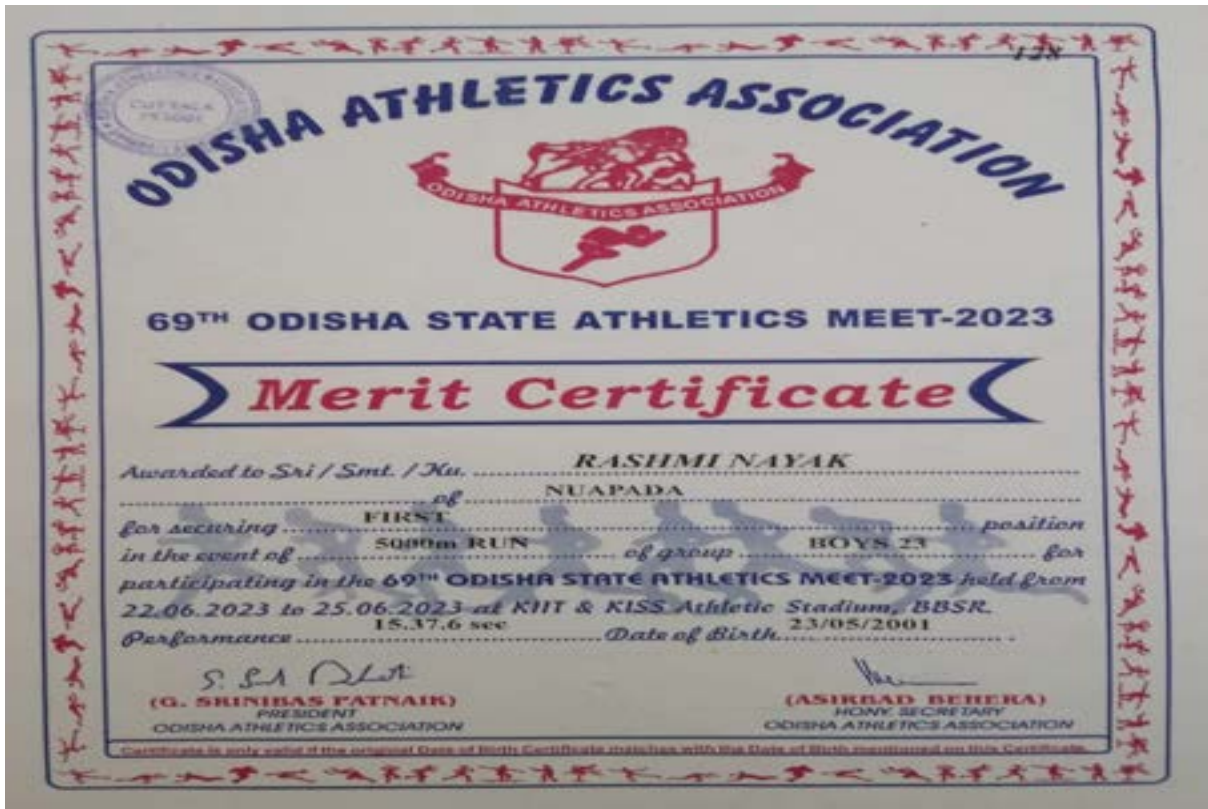 128
CUTTACK
ODISHA ATHLETICS ASSOCIATION
ODISHA ATHLETICS ASSOCIATION
69TH ODISHA STATE ATHLETICS MEET-2023
Merit Certificate
Awarded to Sri / Smt. / Ku. RASHMI NAYAK
of NUAPADA
for securing FIRST position
in the event of 5000m RUN of group BOYS 23 for
participating in the 69TH ODISHA STATE ATHLETICS MEET-2023 held from
22.06.2023 to 25.06.2023 at KIIT & KISS Athletic Stadium, BBSR.
Performance 15.37.6 sec Date of Birth 23/05/2001
(G. SRINIBAS PATNAIK) (ASIRBAD BEHERA)
PRESIDENT HONY. SECRETARY
ODISHA ATHLETICS ASSOCIATION ODISHA ATHLETICS ASSOCIATION
Certificate is only valid if the original Date of Birth Certificate matches with the Date of Birth mentioned on this Certificate.